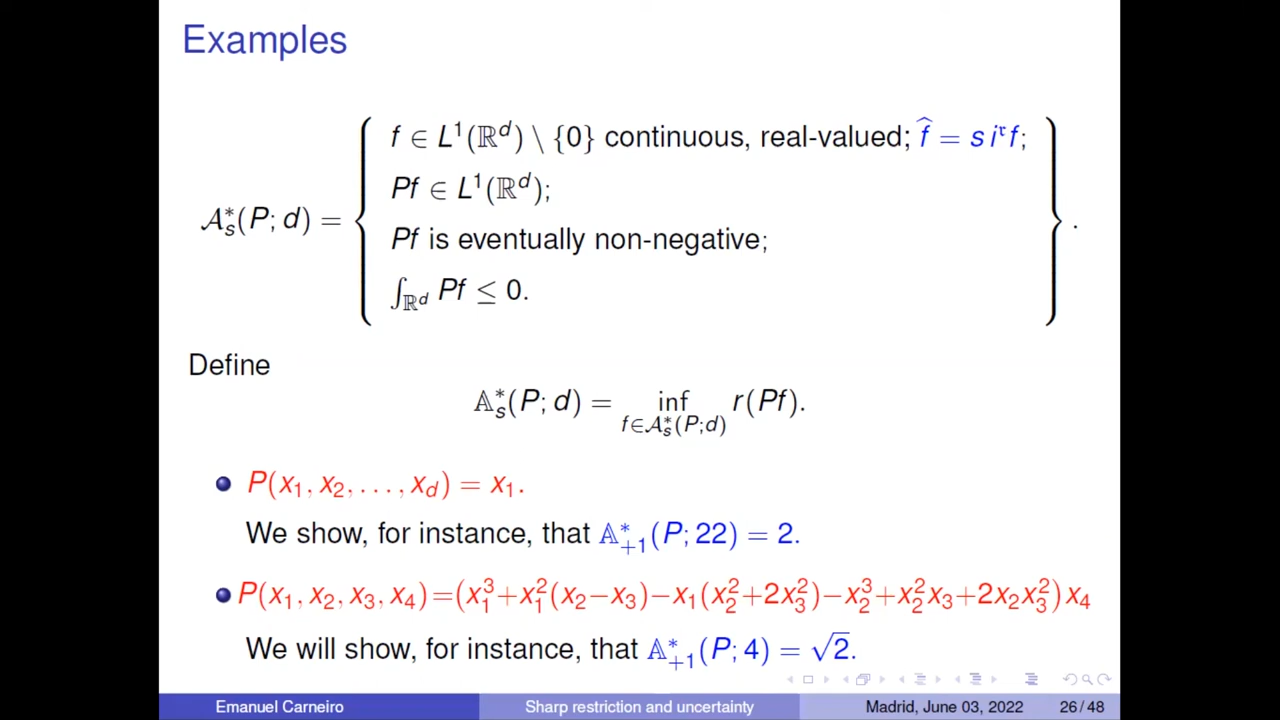 Examples
f ∈ L¹(ℝᵈ) \ {0} continuous, real-valued; f̂ = s iʳ f;
Pf ∈ L¹(ℝᵈ);
𝒜*ₛ(P; d) =
Pf is eventually non-negative;
∫_{ℝᵈ} Pf ≤ 0.
.
Define
𝔸*ₛ(P; d) = inf_{f∈𝒜*ₛ(P;d)} r(Pf).
P(x₁, x₂, . . . , x_d) = x₁.
We show, for instance, that 𝔸*₊₁(P; 22) = 2.
P(x₁, x₂, x₃, x₄)=(x₁³+x₁²(x₂−x₃)−x₁(x₂²+2x₃²)−x₂³+x₂²x₃+2x₂x₃²)x₄
We will show, for instance, that 𝔸*₊₁(P; 4) = √2.
Emanuel Carneiro Sharp restriction and uncertainty Madrid, June 03, 2022 26 / 48